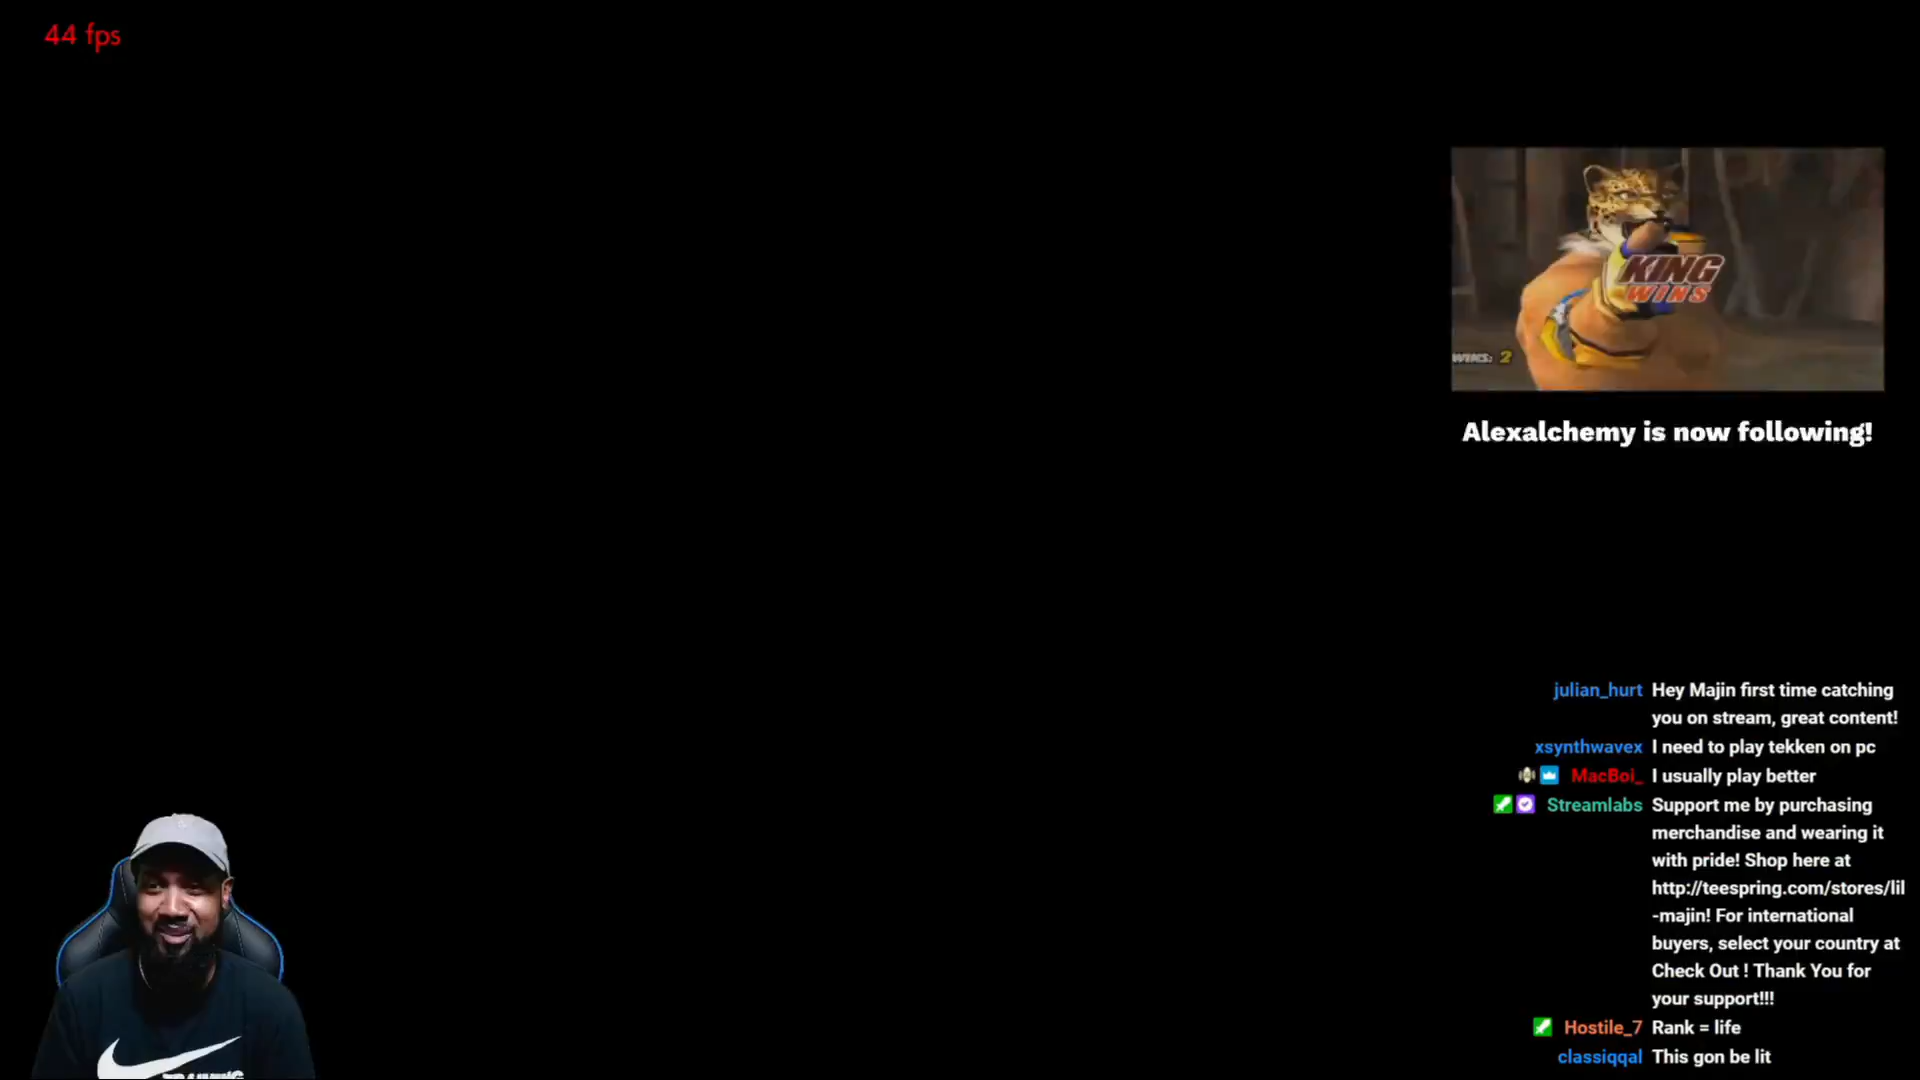 44 fps
KING
WINS
WINS: 2
Alexalchemy is now following!
julian_hurt Hey Majin first time catching
you on stream, great content!
xsynthwavex I need to play tekken on pc
MacBoi_ I usually play better
Streamlabs Support me by purchasing
merchandise and wearing it
with pride! Shop here at
http://teespring.com/stores/lil
-majin! For international
buyers, select your country at
Check Out ! Thank You for
your support!!!
Hostile_7 Rank = life
classiqqal This gon be lit